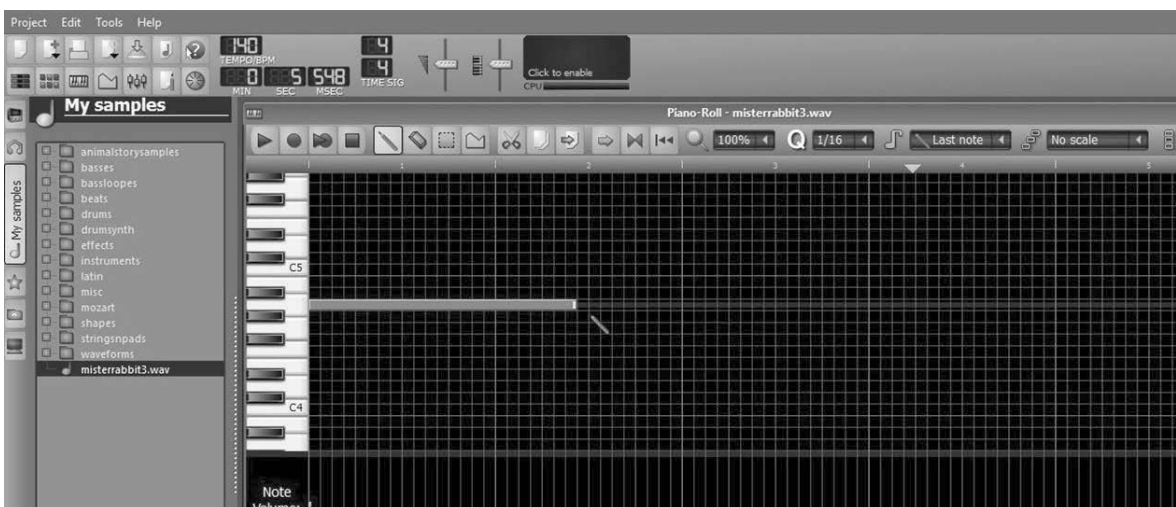 Project Edit Tools Help
140
TEMPO/BPM
4
4
TIME SIG
0 5 548
MIN SEC MSEC
Click to enable
CPU
My samples
My samples
animalstorysamples
basses
bassloopes
beats
drums
drumsynth
effects
instruments
latin
misc
mozart
shapes
stringsnpads
waveforms
misterrabbit3.wav
Piano-Roll - misterrabbit3.wav
100% Q 1/16 Last note No scale
1 2 3 4 5
C5
C4
Note
Volume: